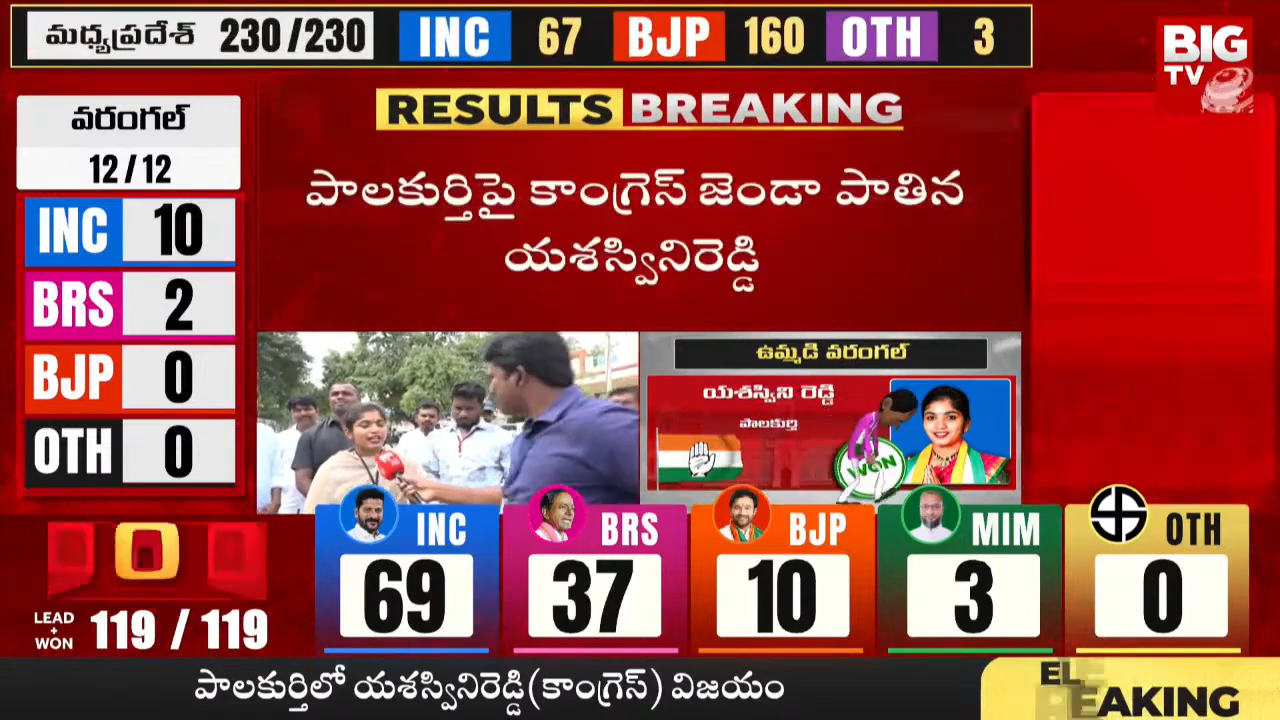 మధ్యప్రదేశ్ 230/230 INC 67 BJP 160 OTH 3
BIG
TV
RESULTS BREAKING
వరంగల్
12/12
INC 10
BRS 2
BJP 0
OTH 0
పాలకుర్తిపై కాంగ్రెస్ జెండా పాతిన
యశస్వినిరెడ్డి
ఉమ్మడి వరంగల్
యశస్విని రెడ్డి
పాలకుర్తి
WON
LEAD
+
WON
119 / 119
INC
69
BRS
37
BJP
10
MIM
3
OTH
0
పాలకుర్తిలో యశస్వినిరెడ్డి(కాంగ్రెస్) విజయం